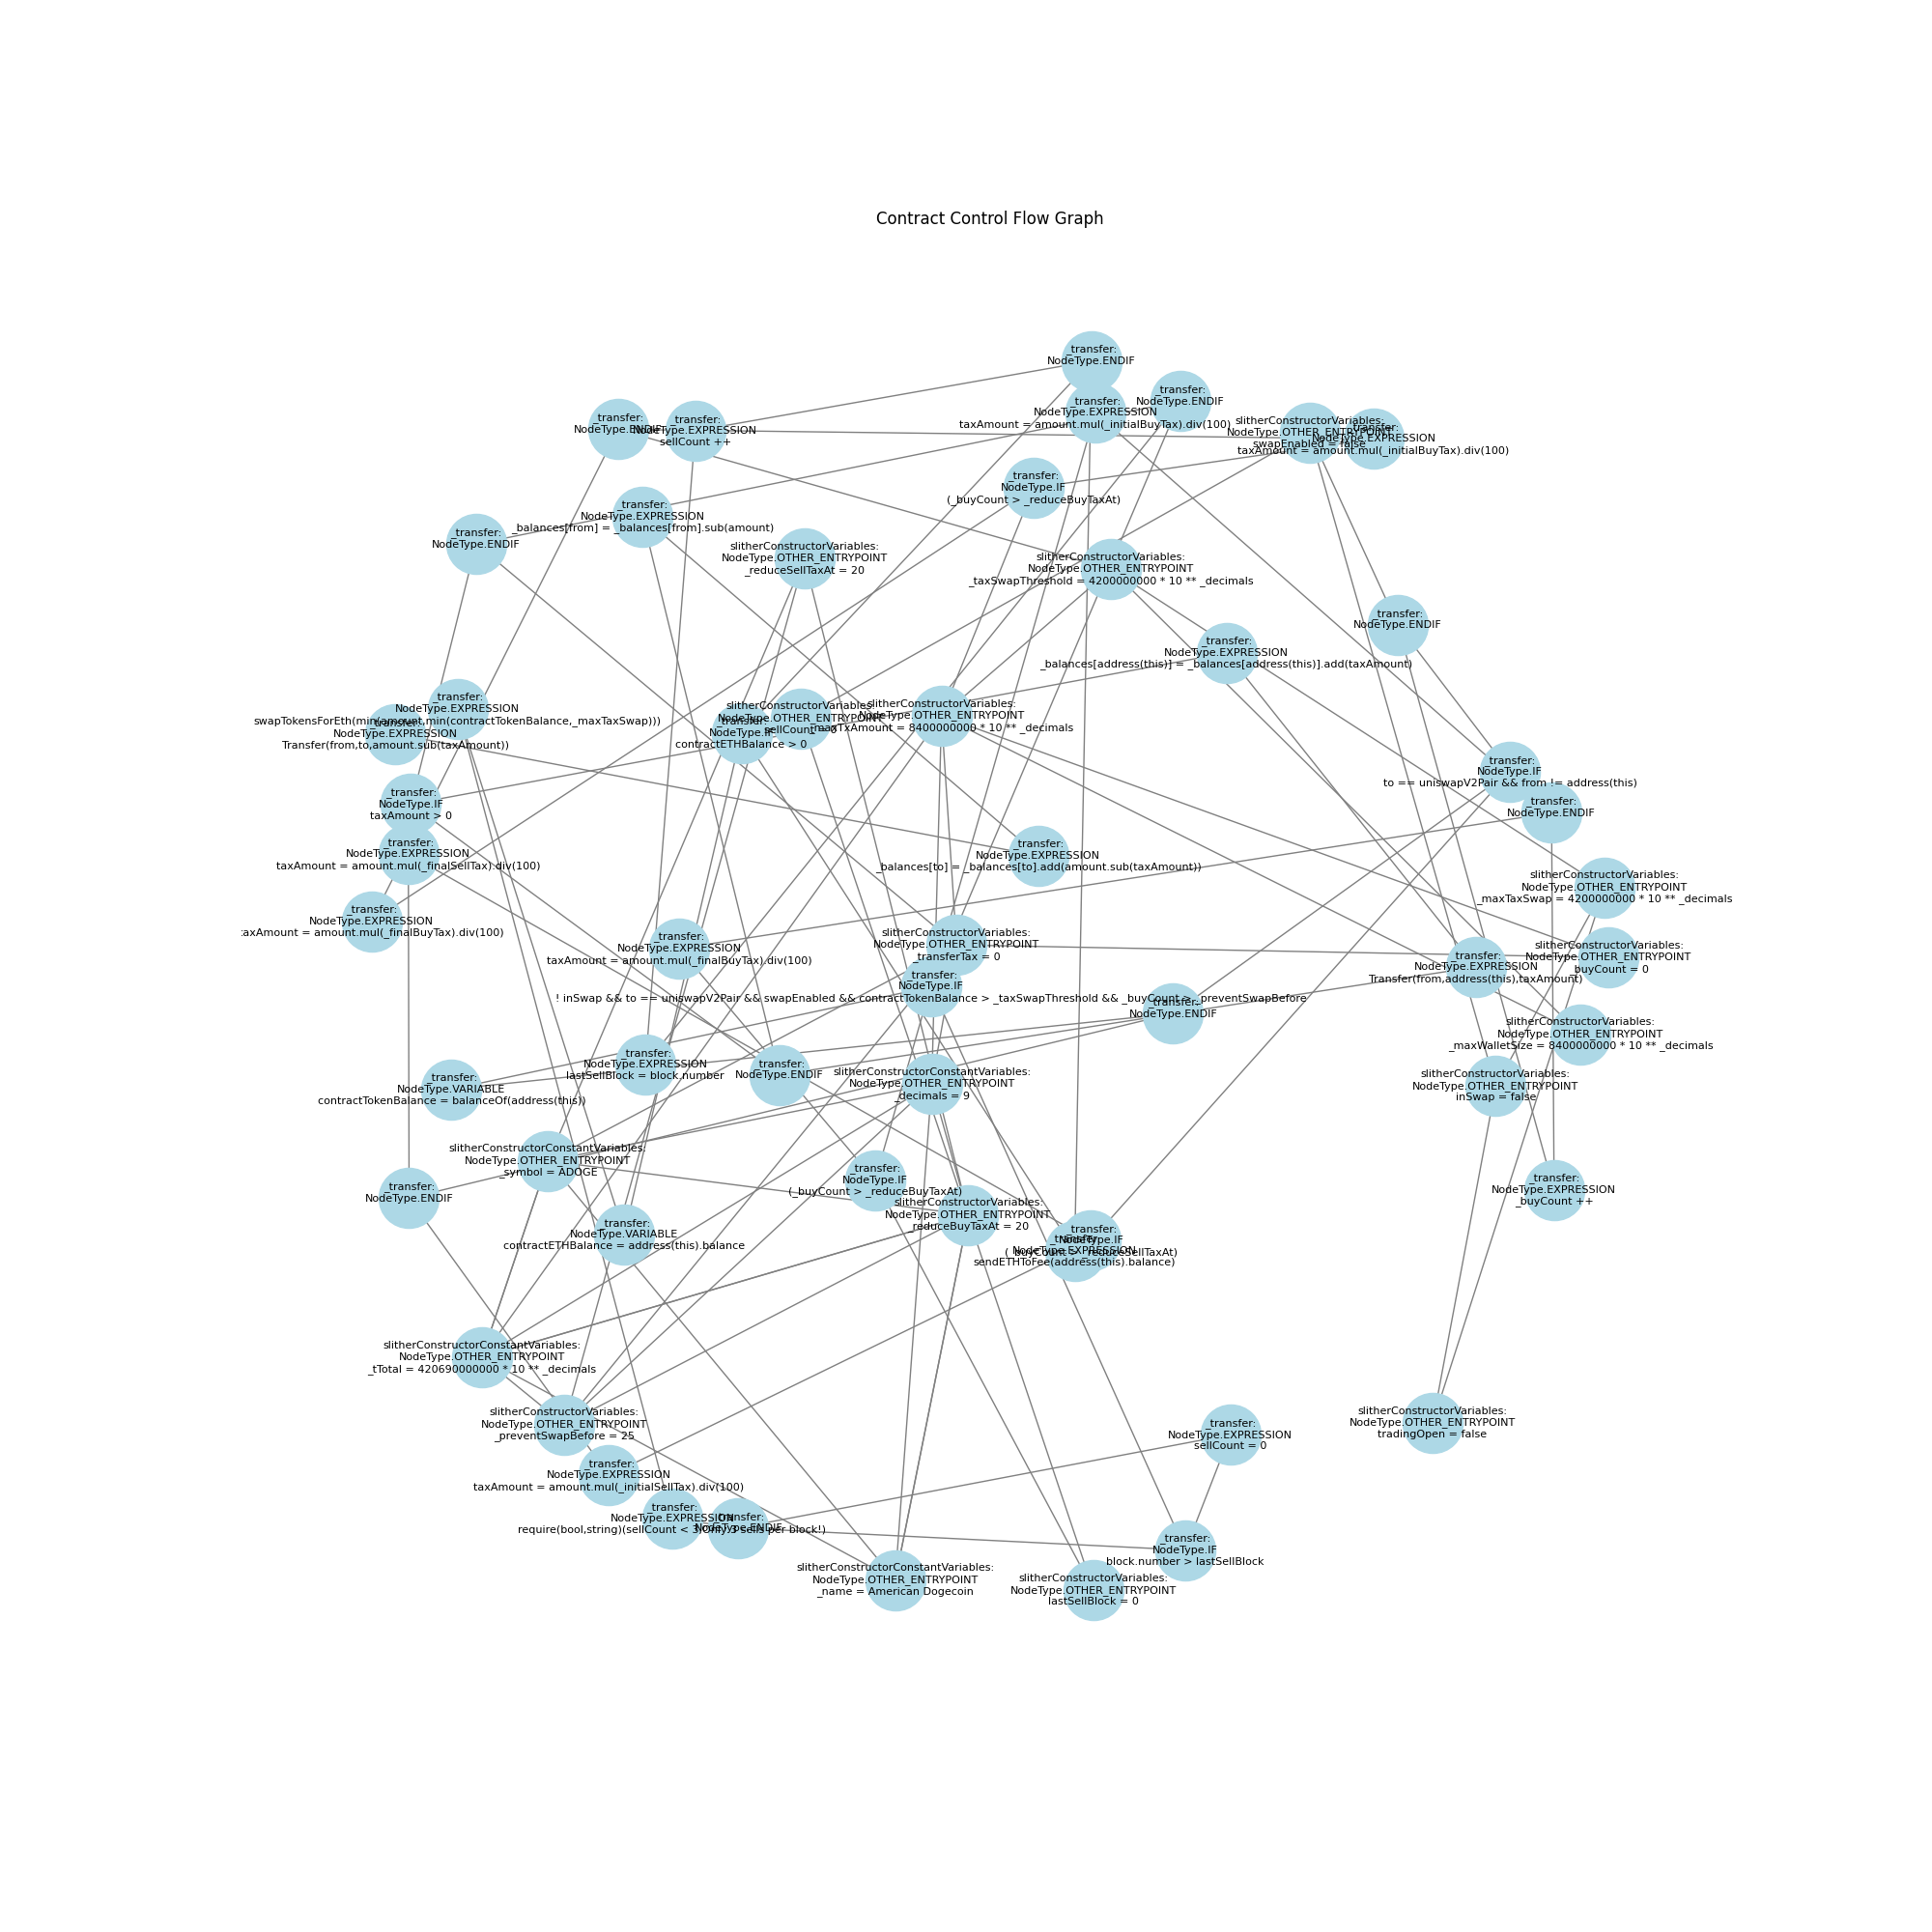 Contract Control Flow Graph
_transfer:
NodeType.ENDIF
_transfer:
NodeType.EXPRESSION
taxAmount = amount.mul(_initialBuyTax).div(100)
_transfer:
NodeType.ENDIF
_transfer:
NodeType.ENDIF
_transfer:
NodeType.EXPRESSION
sellCount ++
slitherConstructorVariables:
NodeType.OTHER_ENTRYPOINT
swapEnabled = false
_transfer:
NodeType.EXPRESSION
taxAmount = amount.mul(_initialBuyTax).div(100)
_transfer:
NodeType.IF
(_buyCount > _reduceBuyTaxAt)
_transfer:
NodeType.EXPRESSION
_balances[from] = _balances[from].sub(amount)
_transfer:
NodeType.ENDIF
slitherConstructorVariables:
NodeType.OTHER_ENTRYPOINT
_reduceSellTaxAt = 20
slitherConstructorVariables:
NodeType.OTHER_ENTRYPOINT
_taxSwapThreshold = 4200000000 * 10 ** _decimals
_transfer:
NodeType.ENDIF
_transfer:
NodeType.EXPRESSION
_balances[address(this)] = _balances[address(this)].add(taxAmount)
_transfer:
NodeType.EXPRESSION
swapTokensForEth(min(amount,min(contractTokenBalance,_maxTaxSwap)))
_transfer:
NodeType.EXPRESSION
Transfer(from,to,amount.sub(taxAmount))
slitherConstructorVariables:
NodeType.OTHER_ENTRYPOINT
sellCount = 0
_transfer:
NodeType.IF
contractETHBalance > 0
slitherConstructorVariables:
NodeType.OTHER_ENTRYPOINT
_maxTxAmount = 8400000000 * 10 ** _decimals
_transfer:
NodeType.IF
to == uniswapV2Pair && from != address(this)
_transfer:
NodeType.ENDIF
_transfer:
NodeType.IF
taxAmount > 0
_transfer:
NodeType.EXPRESSION
taxAmount = amount.mul(_finalSellTax).div(100)
_transfer:
NodeType.EXPRESSION
_balances[to] = _balances[to].add(amount.sub(taxAmount))
slitherConstructorVariables:
NodeType.OTHER_ENTRYPOINT
_maxTaxSwap = 4200000000 * 10 ** _decimals
_transfer:
NodeType.EXPRESSION
taxAmount = amount.mul(_finalBuyTax).div(100)
_transfer:
NodeType.EXPRESSION
taxAmount = amount.mul(_finalBuyTax).div(100)
slitherConstructorVariables:
NodeType.OTHER_ENTRYPOINT
_transferTax = 0
slitherConstructorVariables:
NodeType.OTHER_ENTRYPOINT
_buyCount = 0
_transfer:
NodeType.EXPRESSION
Transfer(from,address(this),taxAmount)
_transfer:
NodeType.IF
! inSwap && to == uniswapV2Pair && swapEnabled && contractTokenBalance > _taxSwapThreshold && _buyCount > _preventSwapBefore
_transfer:
NodeType.ENDIF
slitherConstructorVariables:
NodeType.OTHER_ENTRYPOINT
_maxWalletSize = 8400000000 * 10 ** _decimals
_transfer:
NodeType.EXPRESSION
lastSellBlock = block.number
_transfer:
NodeType.ENDIF
_transfer:
NodeType.VARIABLE
contractTokenBalance = balanceOf(address(this))
slitherConstructorConstantVariables:
NodeType.OTHER_ENTRYPOINT
_decimals = 9
slitherConstructorVariables:
NodeType.OTHER_ENTRYPOINT
inSwap = false
slitherConstructorConstantVariables:
NodeType.OTHER_ENTRYPOINT
_symbol = ADOGE
_transfer:
NodeType.ENDIF
_transfer:
NodeType.IF
(_buyCount > _reduceBuyTaxAt)
_transfer:
NodeType.EXPRESSION
_buyCount ++
slitherConstructorVariables:
NodeType.OTHER_ENTRYPOINT
_reduceBuyTaxAt = 20
_transfer:
NodeType.VARIABLE
contractETHBalance = address(this).balance
_transfer:
NodeType.IF
(_buyCount > _reduceSellTaxAt)
_transfer:
NodeType.EXPRESSION
sendETHToFee(address(this).balance)
slitherConstructorConstantVariables:
NodeType.OTHER_ENTRYPOINT
_tTotal = 420690000000 * 10 ** _decimals
slitherConstructorVariables:
NodeType.OTHER_ENTRYPOINT
_preventSwapBefore = 25
slitherConstructorVariables:
NodeType.OTHER_ENTRYPOINT
tradingOpen = false
_transfer:
NodeType.EXPRESSION
sellCount = 0
_transfer:
NodeType.EXPRESSION
taxAmount = amount.mul(_initialSellTax).div(100)
_transfer:
NodeType.EXPRESSION
require(bool,string)(sellCount < 3,Only 3 sells per block!)
_transfer:
NodeType.ENDIF
_transfer:
NodeType.IF
block.number > lastSellBlock
slitherConstructorConstantVariables:
NodeType.OTHER_ENTRYPOINT
_name = American Dogecoin
slitherConstructorVariables:
NodeType.OTHER_ENTRYPOINT
lastSellBlock = 0